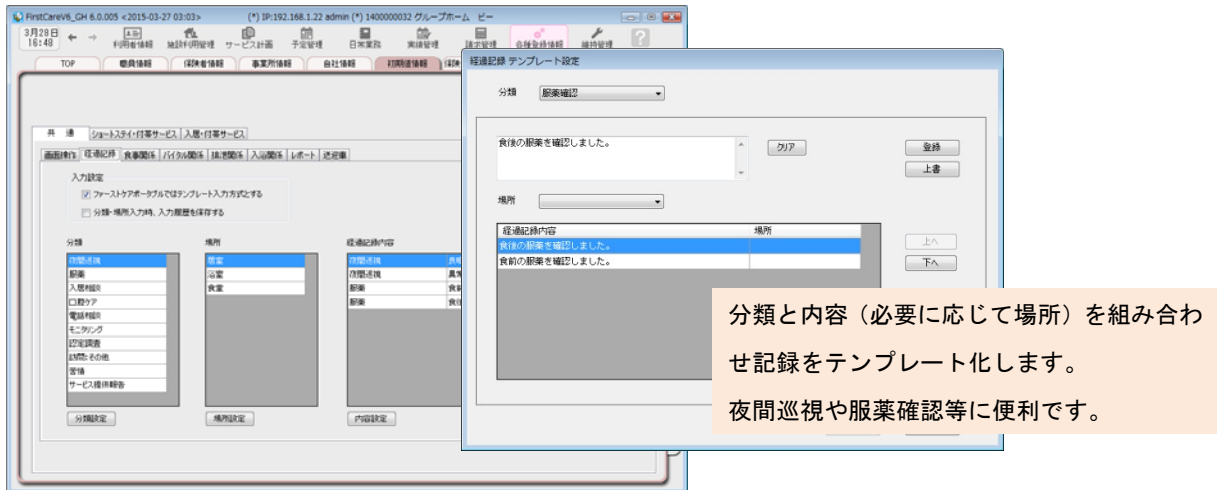 FirstCareV6_GH 6.0.005 <2015-03-27 03:03> (*) IP:192.168.1.22 admin (*) 1400000032 グループホーム ビー
3月28日
16:48
利用者情報 施設利用管理 サービス計画 予定管理 日末業務 実績管理 請求管理 各種登録情報 維持管理
TOP 職員情報 保険者情報 事業所情報 自社情報 初期値情報 保険
共 通 ショートステイ・付帯サービス 入居・付帯サービス
画面操作 経過記録 食事関係 バイタル関係 排泄関係 入浴関係 レポート 送迎車
入力設定
ファーストケアポータブルではテンプレート入力方式とする
分類・場所入力時、入力履歴を保存する
分類 場所 経過記録内容
夜間巡視 居室 夜間巡視
服薬 浴室 夜間巡視
入居相談 食堂 服薬 食前
口腔ケア 服薬 食後
電話相談
モニタリング
認定調査
訪問:その他
苦情
サービス提供報告
分類設定 場所設定 内容設定
経過記録 テンプレート設定
分類 服薬確認
食後の服薬を確認しました。
クリア
登録
上書
場所
経過記録内容 場所
食後の服薬を確認しました。
食前の服薬を確認しました。
上へ
下へ
分類と内容（必要に応じて場所）を組み合わ
せ記録をテンプレート化します。
夜間巡視や服薬確認等に便利です。